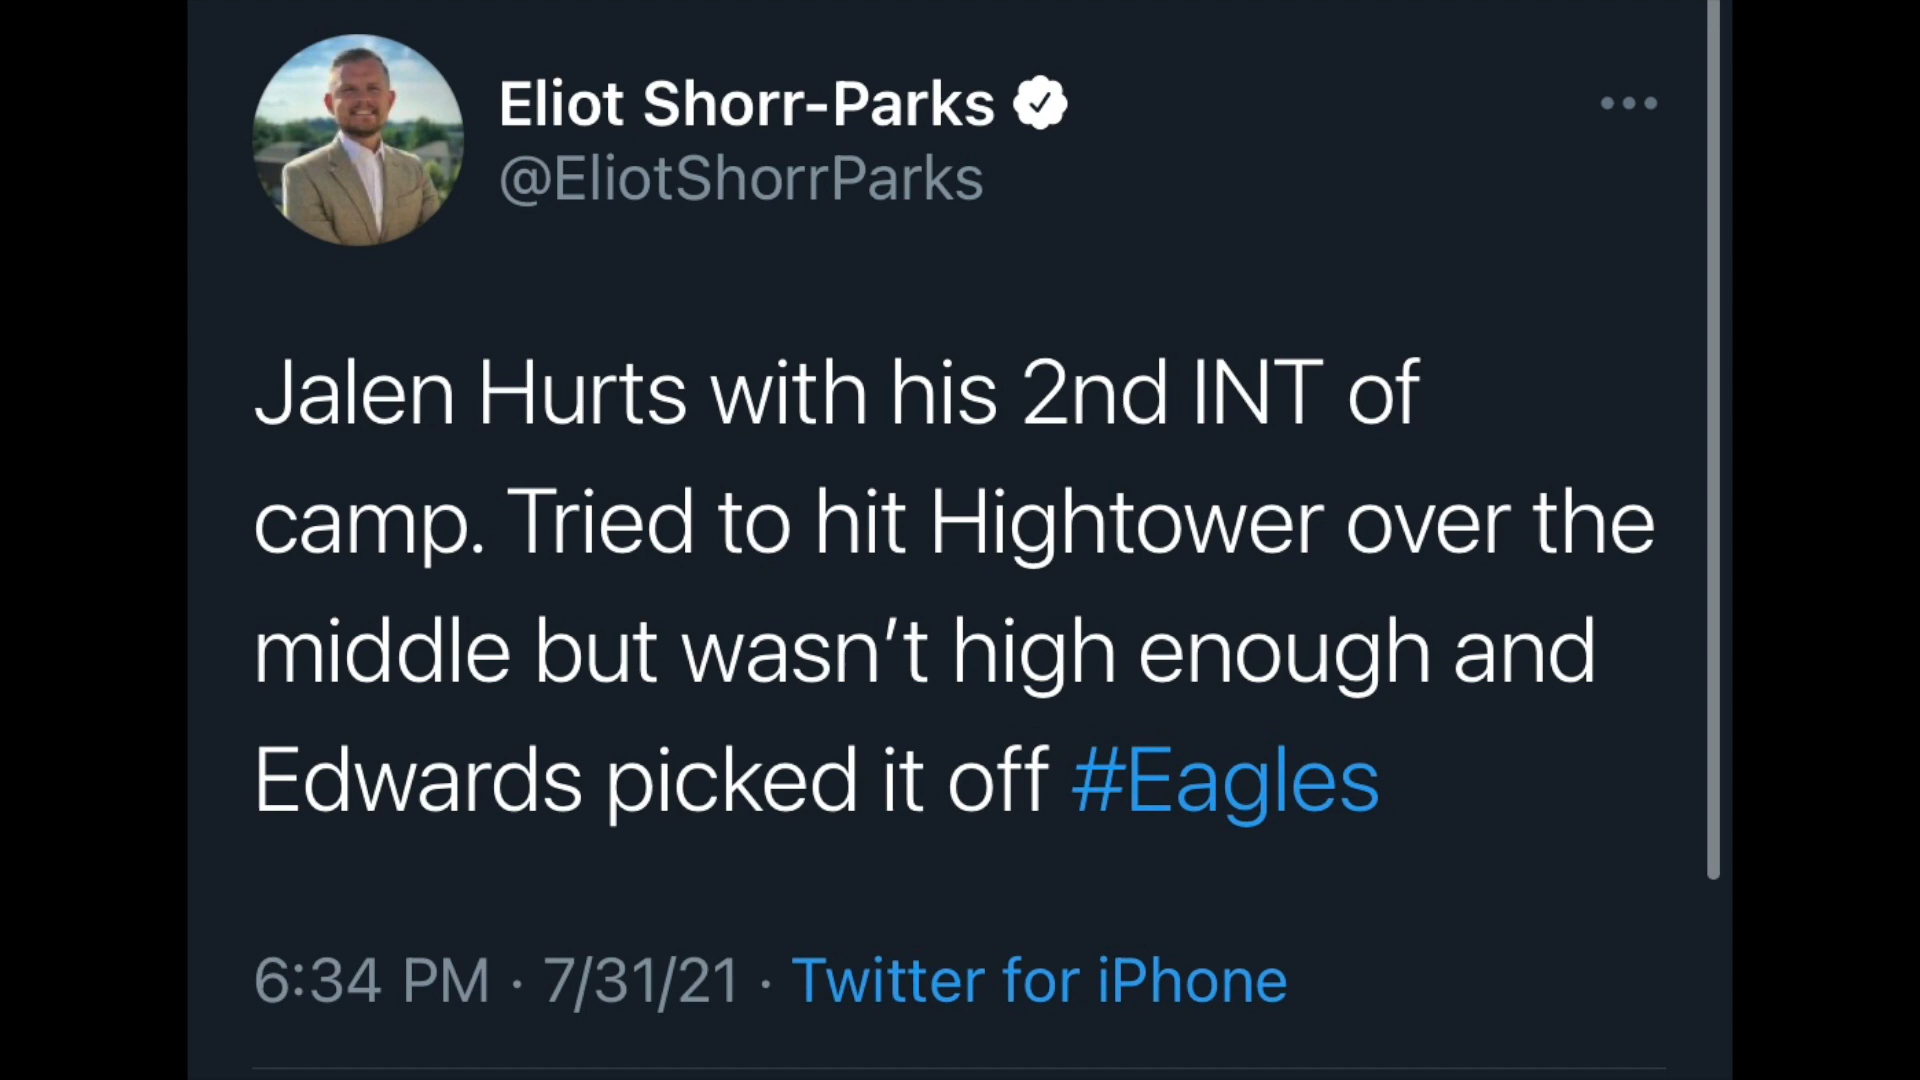 Eliot Shorr-Parks
@EliotShorrParks
Jalen Hurts with his 2nd INT of
camp. Tried to hit Hightower over the
middle but wasn’t high enough and
Edwards picked it off #Eagles
6:34 PM · 7/31/21 · Twitter for iPhone